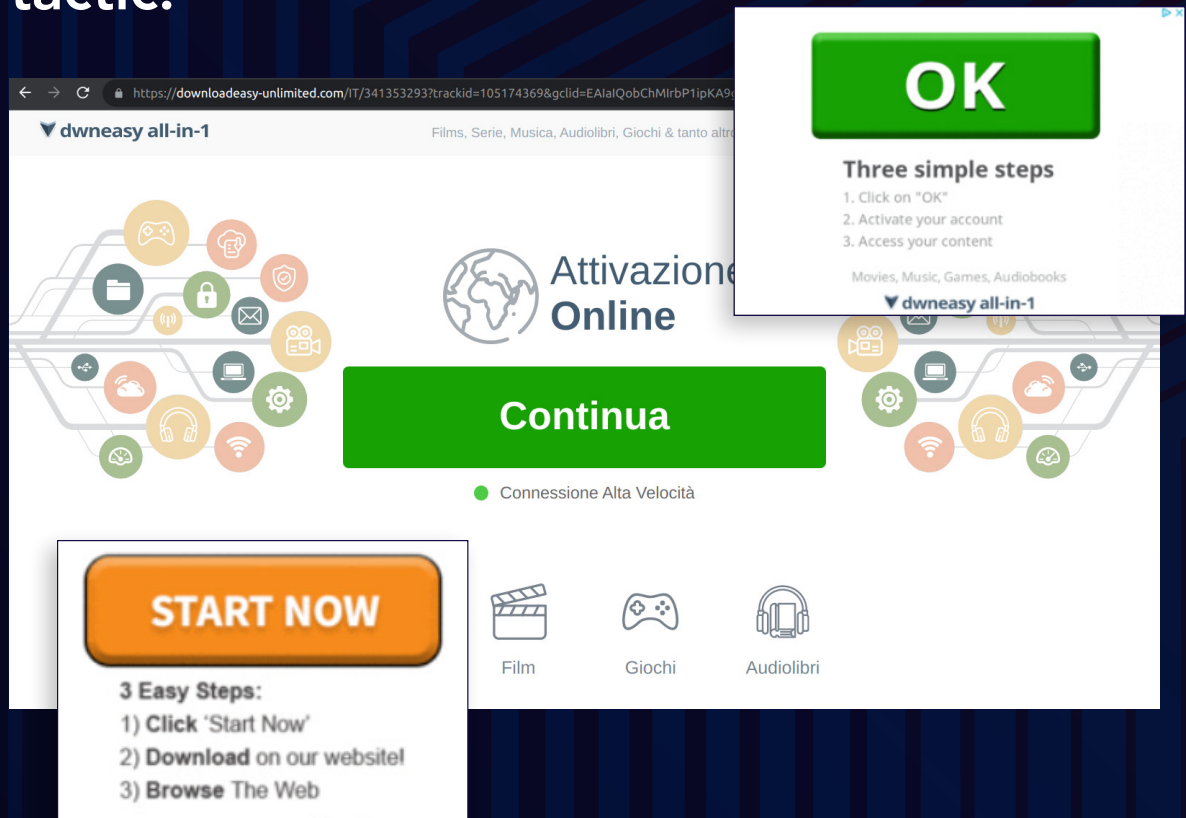 tactic.
https://downloadeasy-unlimited.com/IT/341353293?trackid=105174369&gclid=EAIaIQobChMIrbP1ipKA9
dwneasy all-in-1
Films, Serie, Musica, Audiolibri, Giochi & tanto altro
Attivazione
Online
Continua
Connessione Alta Velocità
Film
Giochi
Audiolibri
OK
Three simple steps
1. Click on "OK"
2. Activate your account
3. Access your content
Movies, Music, Games, Audiobooks
dwneasy all-in-1
START NOW
3 Easy Steps:
1) Click 'Start Now'
2) Download on our website!
3) Browse The Web